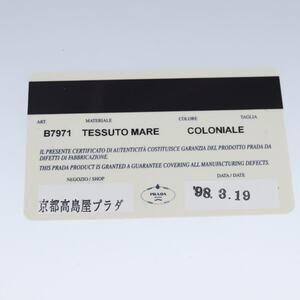 ART MATERIALE COLORE TAGLIA
B7971 TESSUTO MARE COLONIALE
IL PRESENTE CERTIFICATO DI AUTENTICITÀ COSTITUISCE GARANZIA DEL PRODOTTO PRADA DA
DIFETTI DI FABBRICAZIONE.
THIS PRADA PRODUCT IS GRANTED A GUARANTEE COVERING ALL MANUFACTURING DEFECTS.
NEGOZIO / SHOP DATA / DATE
京都高島屋プラダ PRADA '98. 3.19